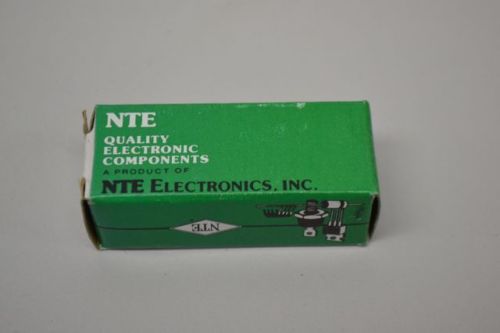 NTE
QUALITY
ELECTRONIC
COMPONENTS
A PRODUCT OF
NTE ELECTRONICS, INC.
NTE